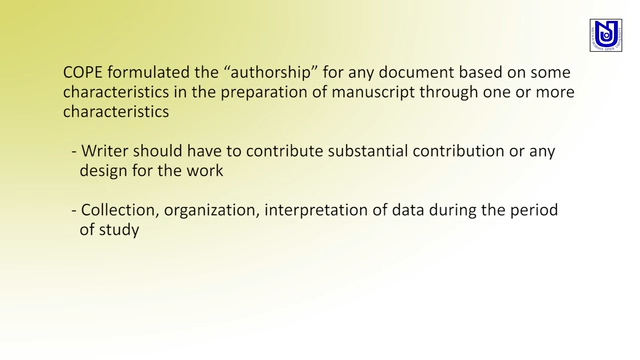 COPE formulated the “authorship” for any document based on some
characteristics in the preparation of manuscript through one or more
characteristics
- Writer should have to contribute substantial contribution or any
design for the work
- Collection, organization, interpretation of data during the period
of study